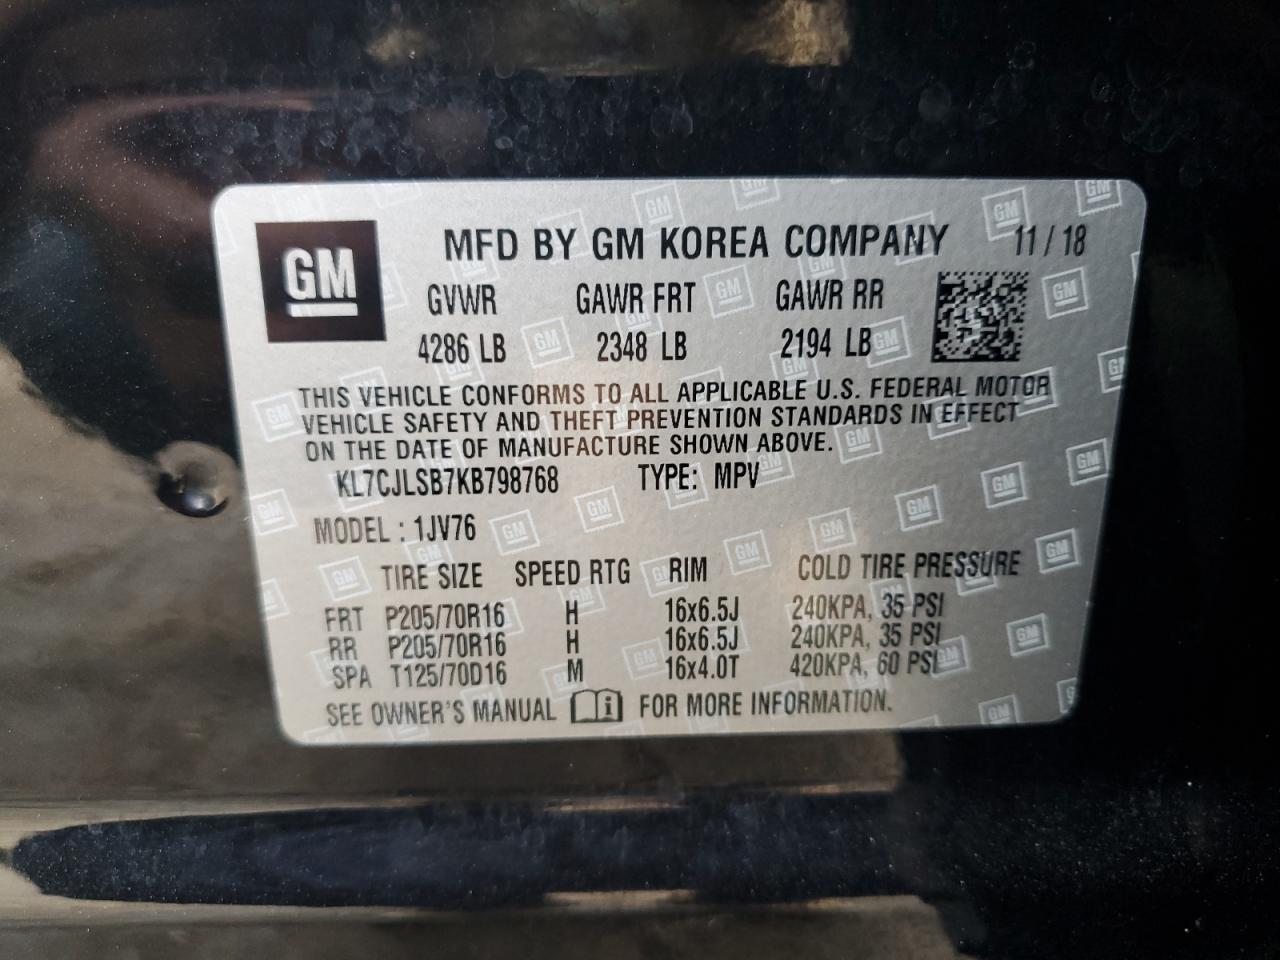 GM
MFD BY GM KOREA COMPANY 11 / 18
GVWR GAWR FRT GAWR RR
4286 LB 2348 LB 2194 LB
THIS VEHICLE CONFORMS TO ALL APPLICABLE U.S. FEDERAL MOTOR
VEHICLE SAFETY AND THEFT PREVENTION STANDARDS IN EFFECT
ON THE DATE OF MANUFACTURE SHOWN ABOVE.
KL7CJLSB7KB798768 TYPE: MPV
MODEL : 1JV76
TIRE SIZE SPEED RTG RIM COLD TIRE PRESSURE
FRT P205/70R16 H 16x6.5J 240KPA, 35 PSI
RR P205/70R16 H 16x6.5J 240KPA, 35 PSI
SPA T125/70D16 M 16x4.0T 420KPA, 60 PSI
SEE OWNER'S MANUAL i FOR MORE INFORMATION.